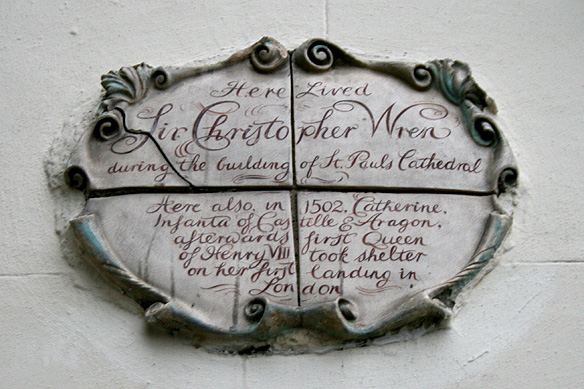 Here Lived
Sir Christopher Wren
during the building of St. Pauls Cathedral
Here also, in 1502, Catherine,
Infanta of Castille & Aragon,
afterwards first Queen
of Henry VIII took shelter
on her first landing in
London